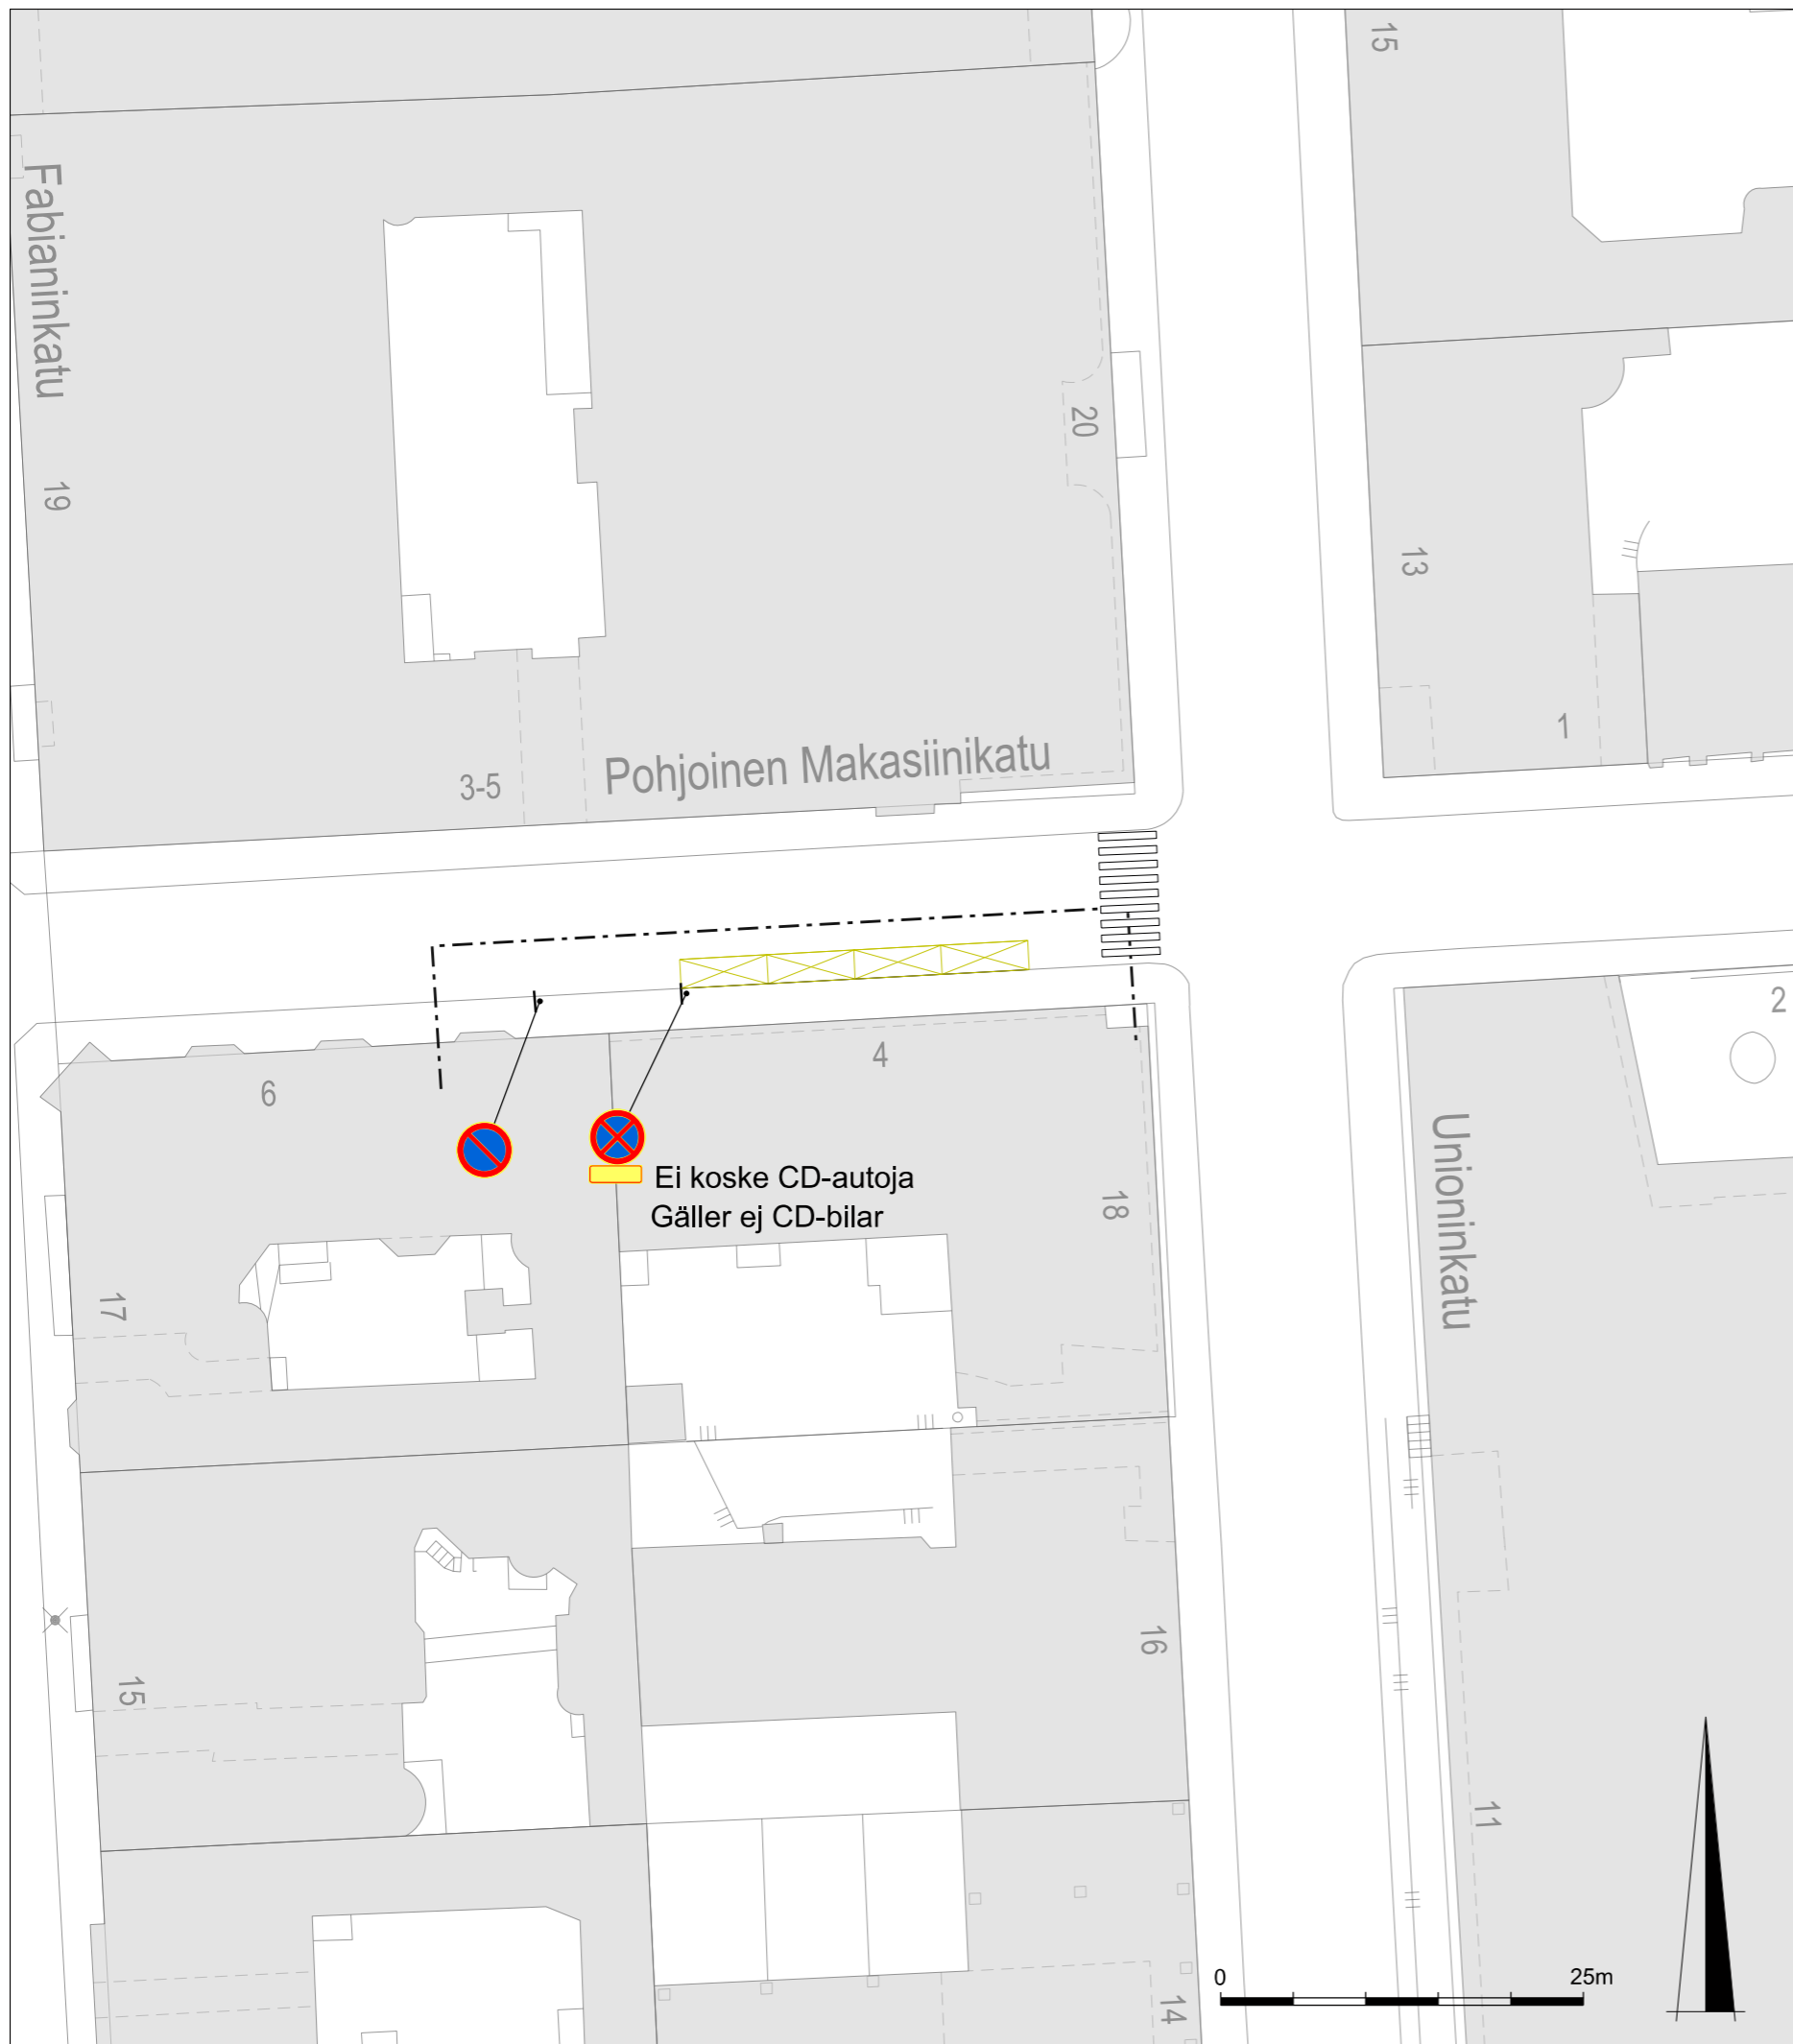 15
Fabianinkatu
20
19
13
1
Pohjoinen Makasiinikatu
3-5
2
4
6
Unioninkatu
Ei koske CD-autoja
Gäller ej CD-bilar
18
17
16
15
11
0 25m
14